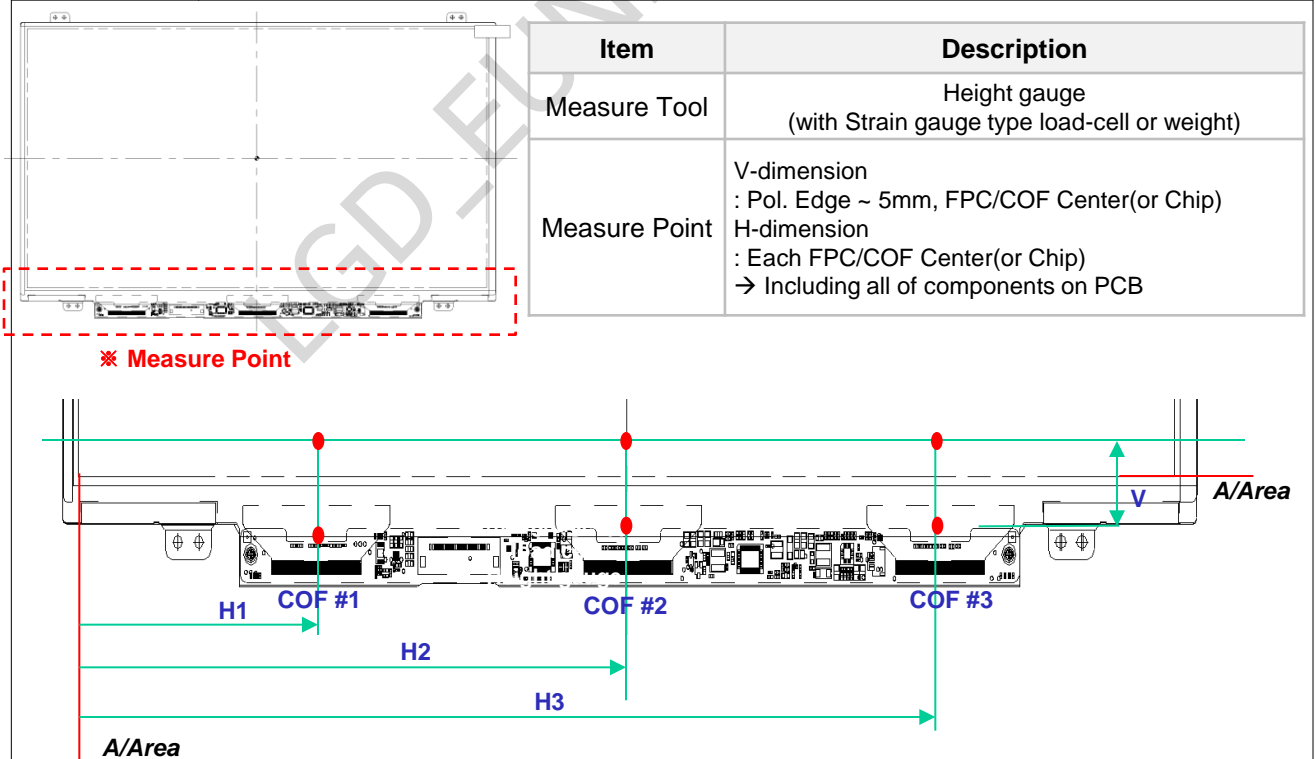 LGD_EUN
Item Description
Measure Tool
Height gauge
(with Strain gauge type load-cell or weight)
Measure Point
V-dimension
: Pol. Edge ~ 5mm, FPC/COF Center(or Chip)
H-dimension
: Each FPC/COF Center(or Chip)
→ Including all of components on PCB
※ Measure Point
V
A/Area
COF #1
COF #2
COF #3
H1
H2
H3
A/Area